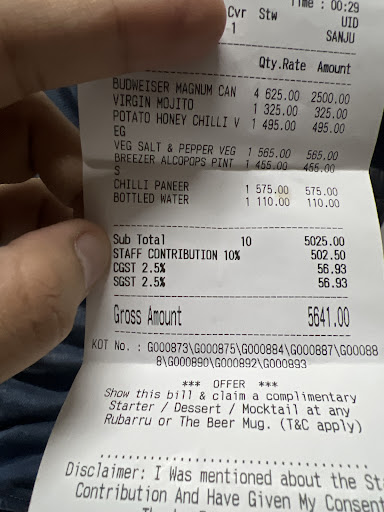 Time : 00:29
Cvr Stw UID
1 SANJU
Qty.Rate Amount
BUDWEISER MAGNUM CAN 4 625.00 2500.00
VIRGIN MOJITO 1 325.00 325.00
POTATO HONEY CHILLI V 1 495.00 495.00
EG
VEG SALT & PEPPER VEG 1 565.00 565.00
BREEZER ALCOPOPS PINT 1 455.00 455.00
S
CHILLI PANEER 1 575.00 575.00
BOTTLED WATER 1 110.00 110.00
Sub Total 10 5025.00
STAFF CONTRIBUTION 10% 502.50
CGST 2.5% 56.93
SGST 2.5% 56.93
Gross Amount 5641.00
KOT No. : G000873\G000875\G000884\G000887\G00088
8\G000890\G000892\G000893
*** OFFER ***
Show this bill & claim a complimentary
Starter / Dessert / Mocktail at any
Rubarru or The Beer Mug. (T&C apply)
Disclaimer: I Was mentioned about the Sta
Contribution And Have Given My Consent